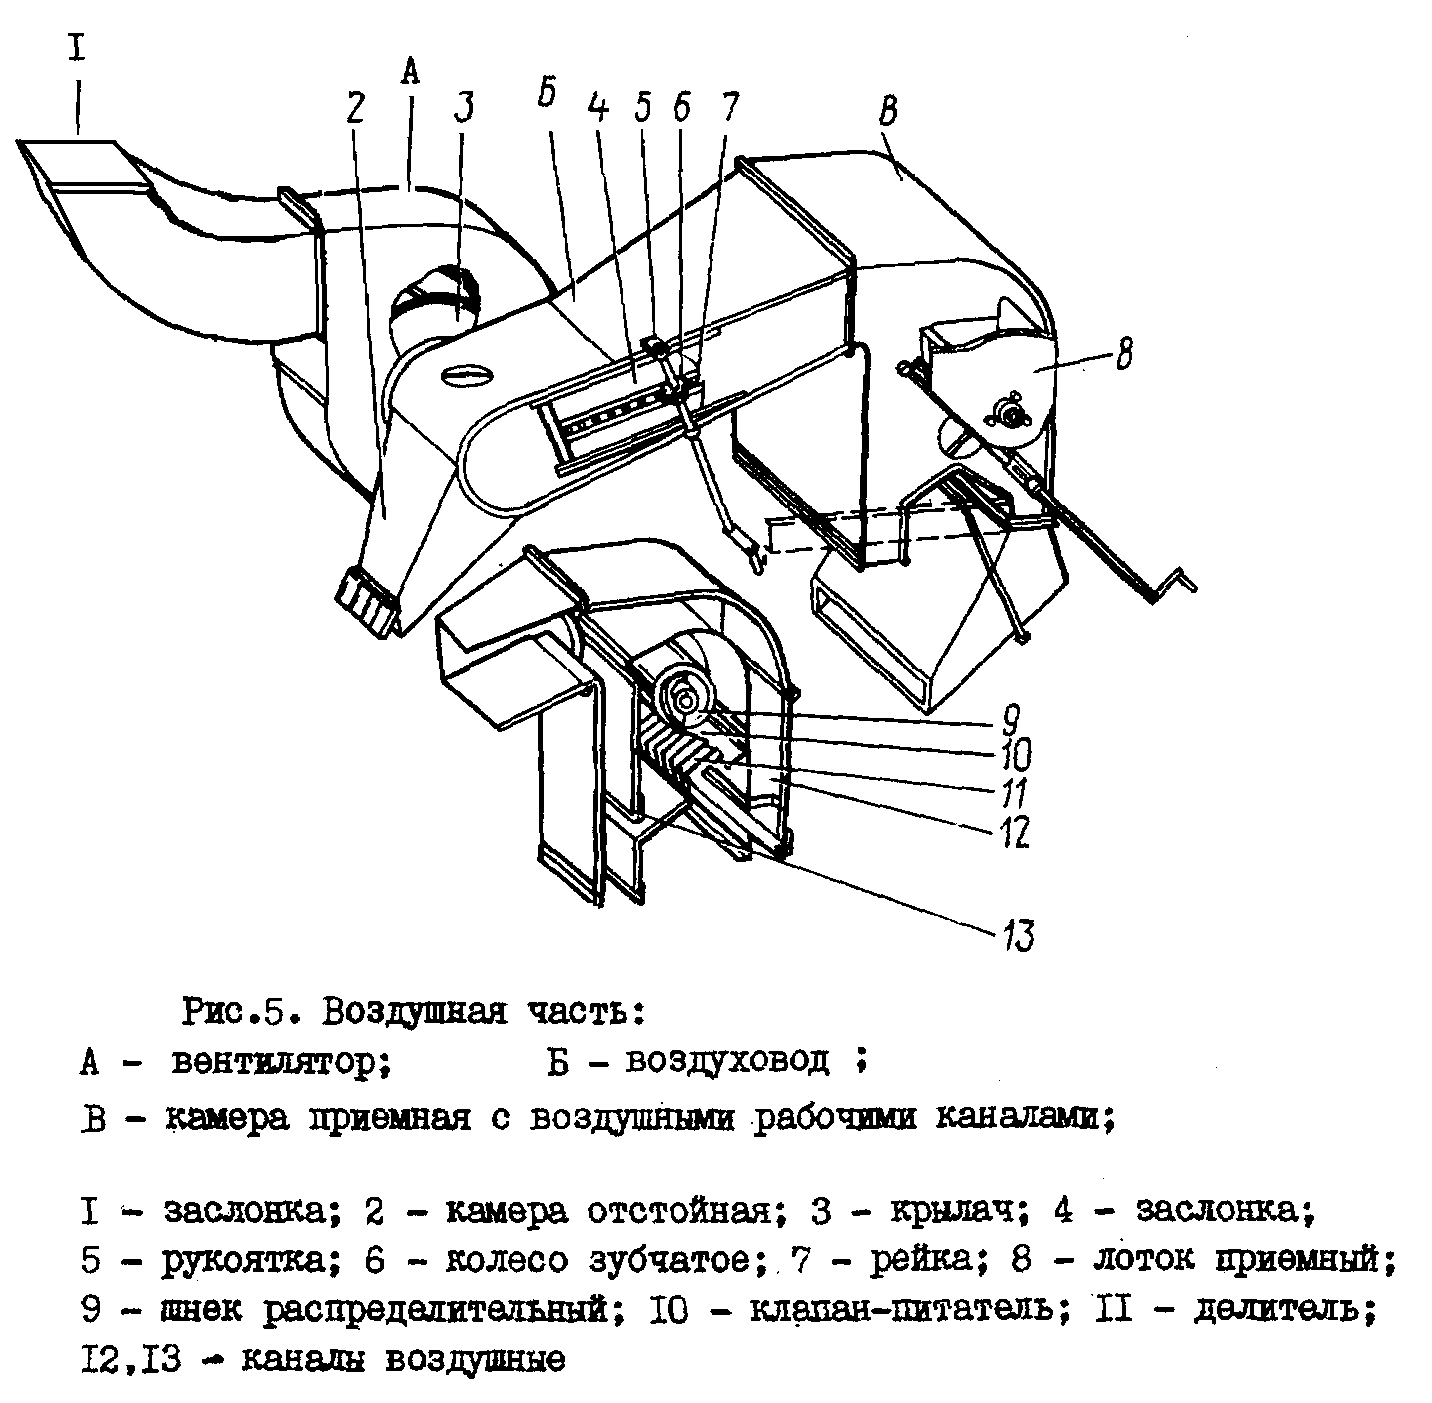 I
А
2
3
Б
4
5
6
7
В
8
9
10
11
12
13
Рис.5. Воздушная часть:
А - вентилятор; Б - воздуховод ;
В - камера приемная с воздушными рабочими каналами;
I - заслонка; 2 - камера отстойная; 3 - крылач; 4 - заслонка;
5 - рукоятка; 6 - колесо зубчатое; 7 - рейка; 8 - лоток приемный;
9 - шнек распределительный; IO - клапан-питатель; II - делитель;
I2,I3 - каналы воздушные